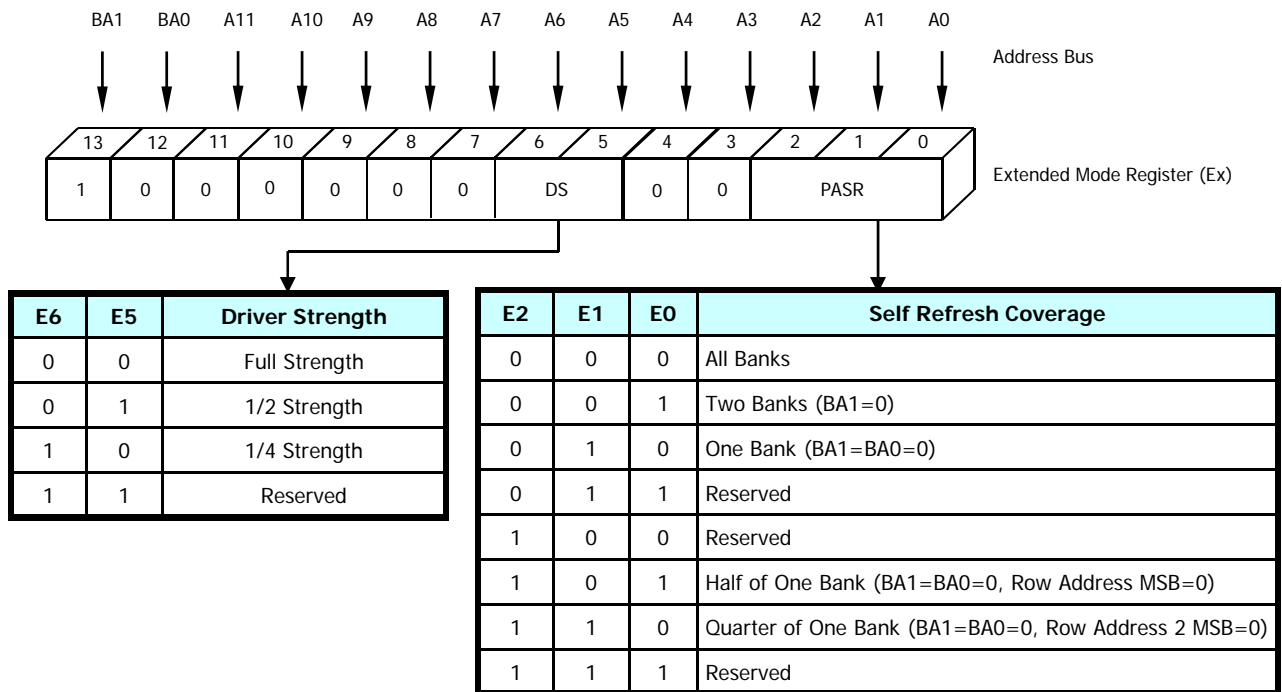 BA1 BA0 A11 A10 A9 A8 A7 A6 A5 A4 A3 A2 A1 A0
Address Bus
13 12 11 10 9 8 7 6 5 4 3 2 1 0
1 0 0 0 0 0 0 DS 0 0 PASR
Extended Mode Register (Ex)
E6 E5 Driver Strength
0 0 Full Strength
0 1 1/2 Strength
1 0 1/4 Strength
1 1 Reserved
E2 E1 E0 Self Refresh Coverage
0 0 0 All Banks
0 0 1 Two Banks (BA1=0)
0 1 0 One Bank (BA1=BA0=0)
0 1 1 Reserved
1 0 0 Reserved
1 0 1 Half of One Bank (BA1=BA0=0, Row Address MSB=0)
1 1 0 Quarter of One Bank (BA1=BA0=0, Row Address 2 MSB=0)
1 1 1 Reserved